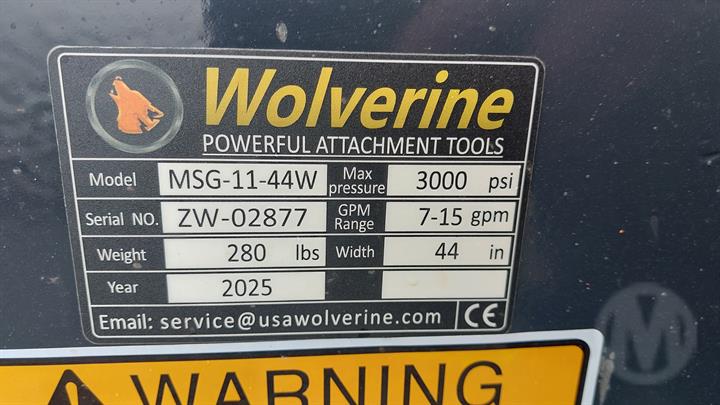 Wolverine
POWERFUL ATTACHMENT TOOLS
Model MSG-11-44W Max pressure 3000 psi
Serial NO. ZW-02877 GPM Range 7-15 gpm
Weight 280 lbs Width 44 in
Year 2025
Email: service@usawolverine.com CE
WARNING
M